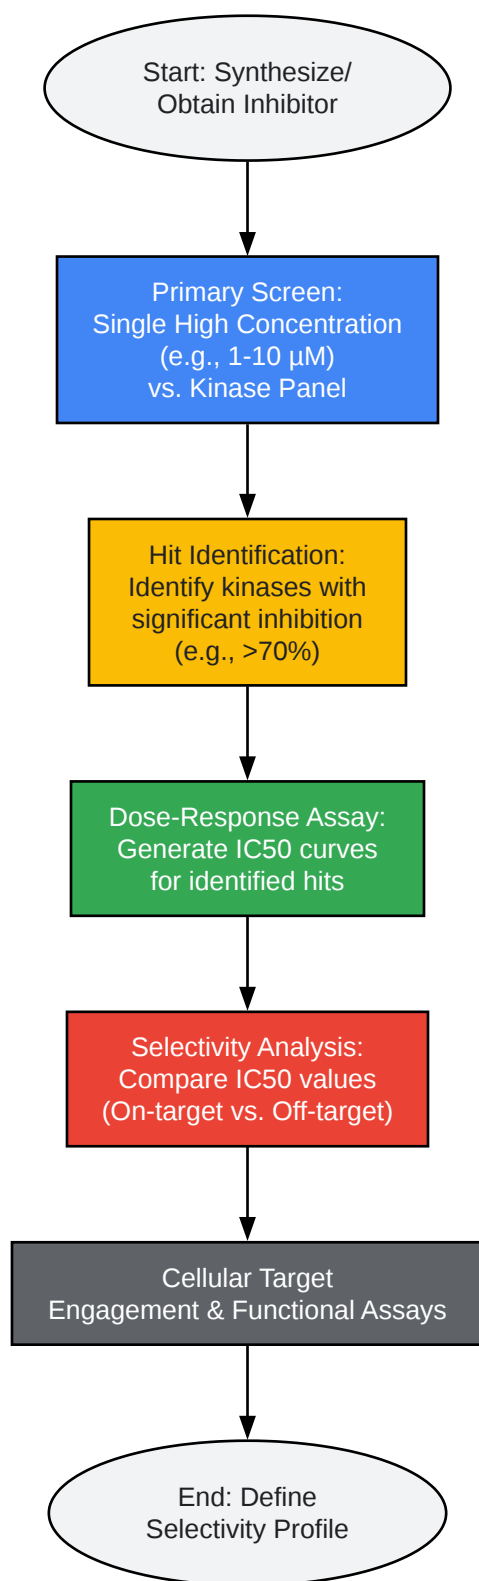 Start: Synthesize/
Obtain Inhibitor
Primary Screen:
Single High Concentration
(e.g., 1-10 µM)
vs. Kinase Panel
Hit Identification:
Identify kinases with
significant inhibition
(e.g., >70%)
Dose-Response Assay:
Generate IC50 curves
for identified hits
Selectivity Analysis:
Compare IC50 values
(On-target vs. Off-target)
Cellular Target
Engagement & Functional Assays
End: Define
Selectivity Profile